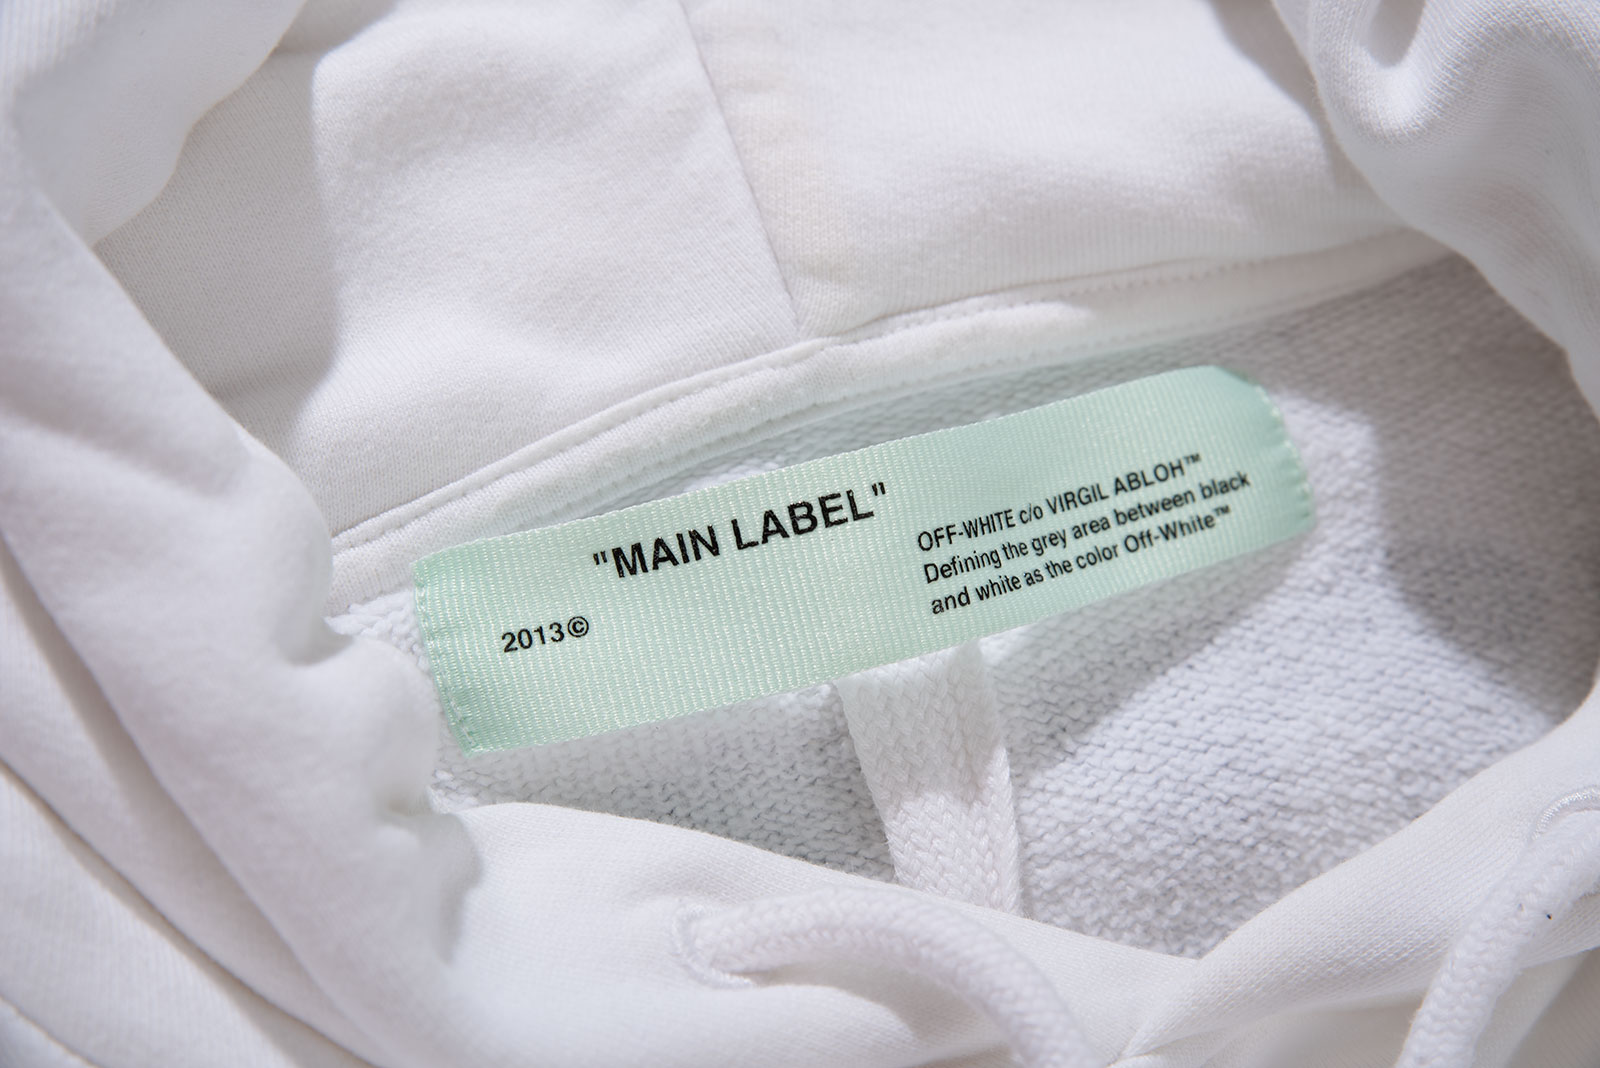 "MAIN LABEL"
2013©
OFF-WHITE c/o VIRGIL ABLOH™
Defining the grey area between black
and white as the color Off-White™